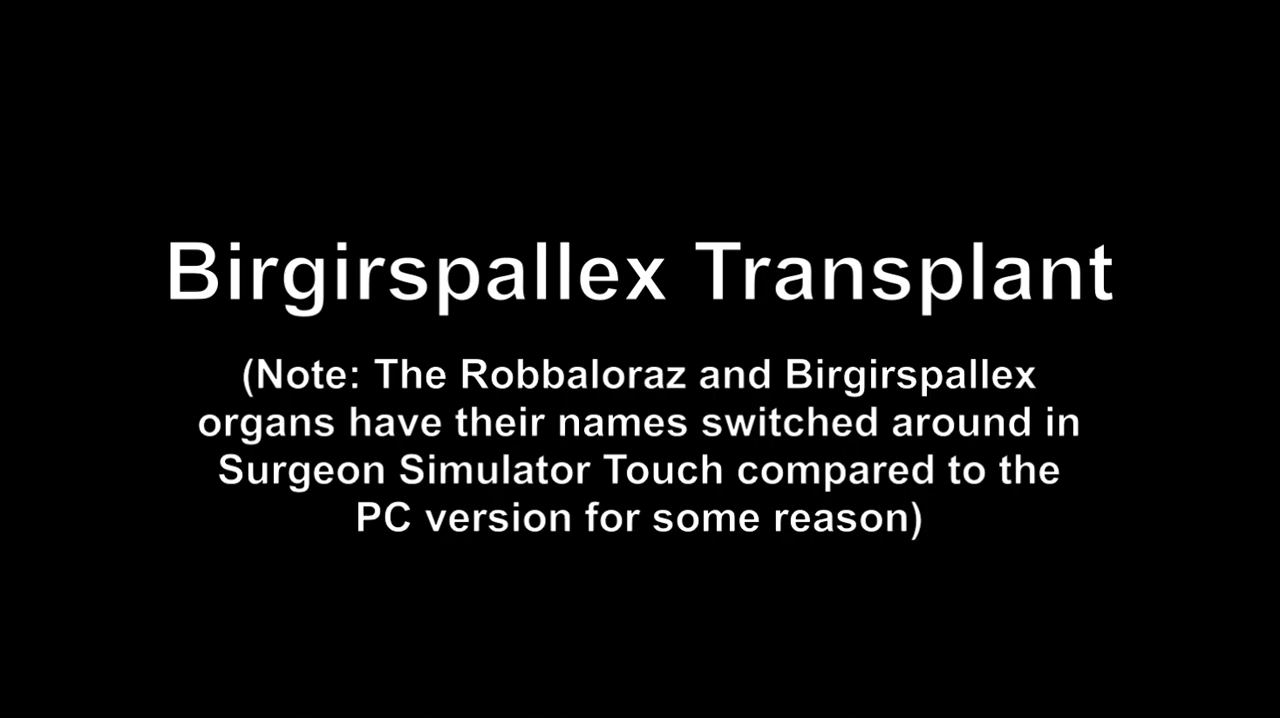 Birgirspallex Transplant
(Note: The Robbaloraz and Birgirspallex
organs have their names switched around in
Surgeon Simulator Touch compared to the
PC version for some reason)